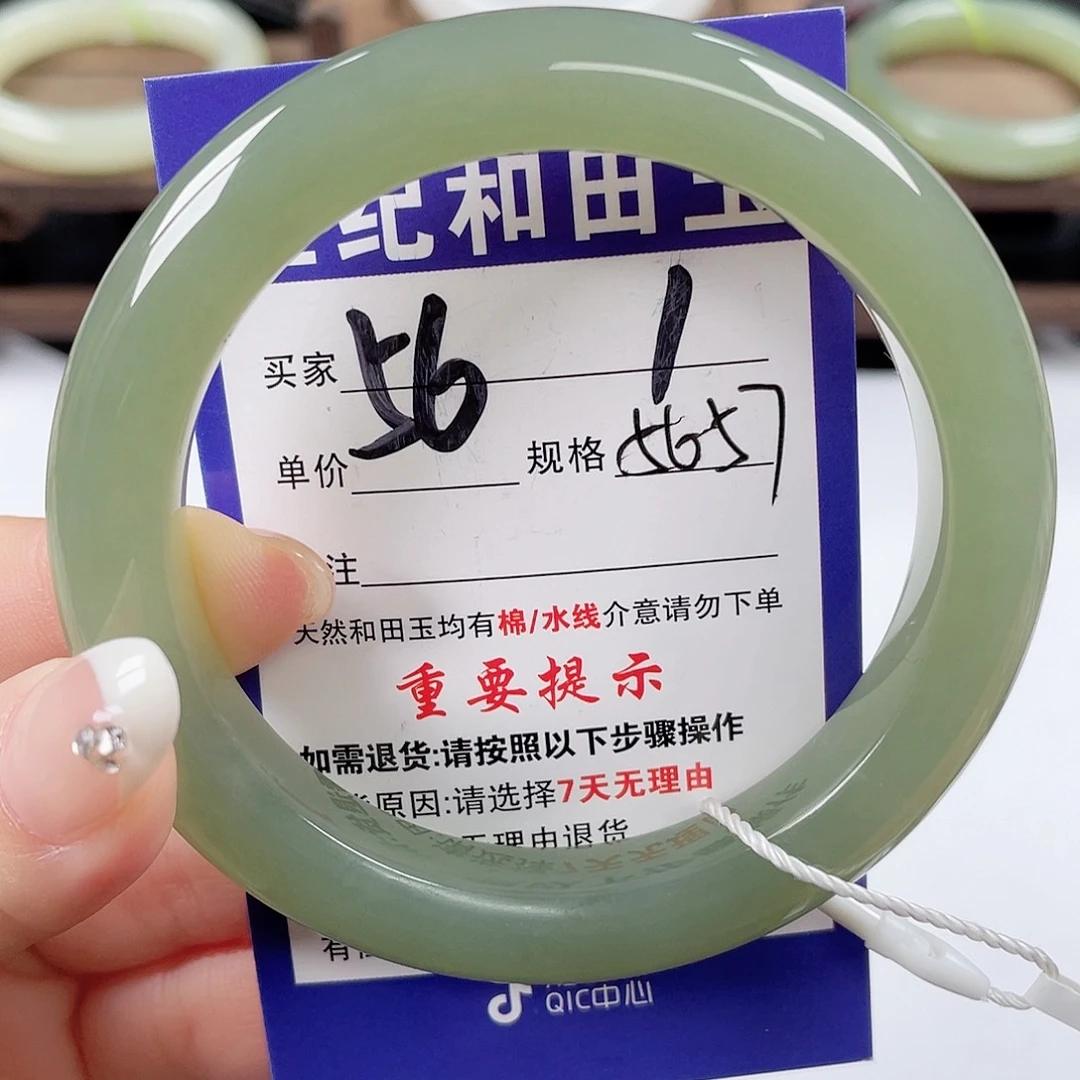 纪和田玉
买家 56 1
单价 规格 5657
注
天然和田玉均有棉/水线介意请勿下单
重要提示
如需退货:请按照以下步骤操作
原因:请选择7天无理由
无理由退货
有
QIC中心